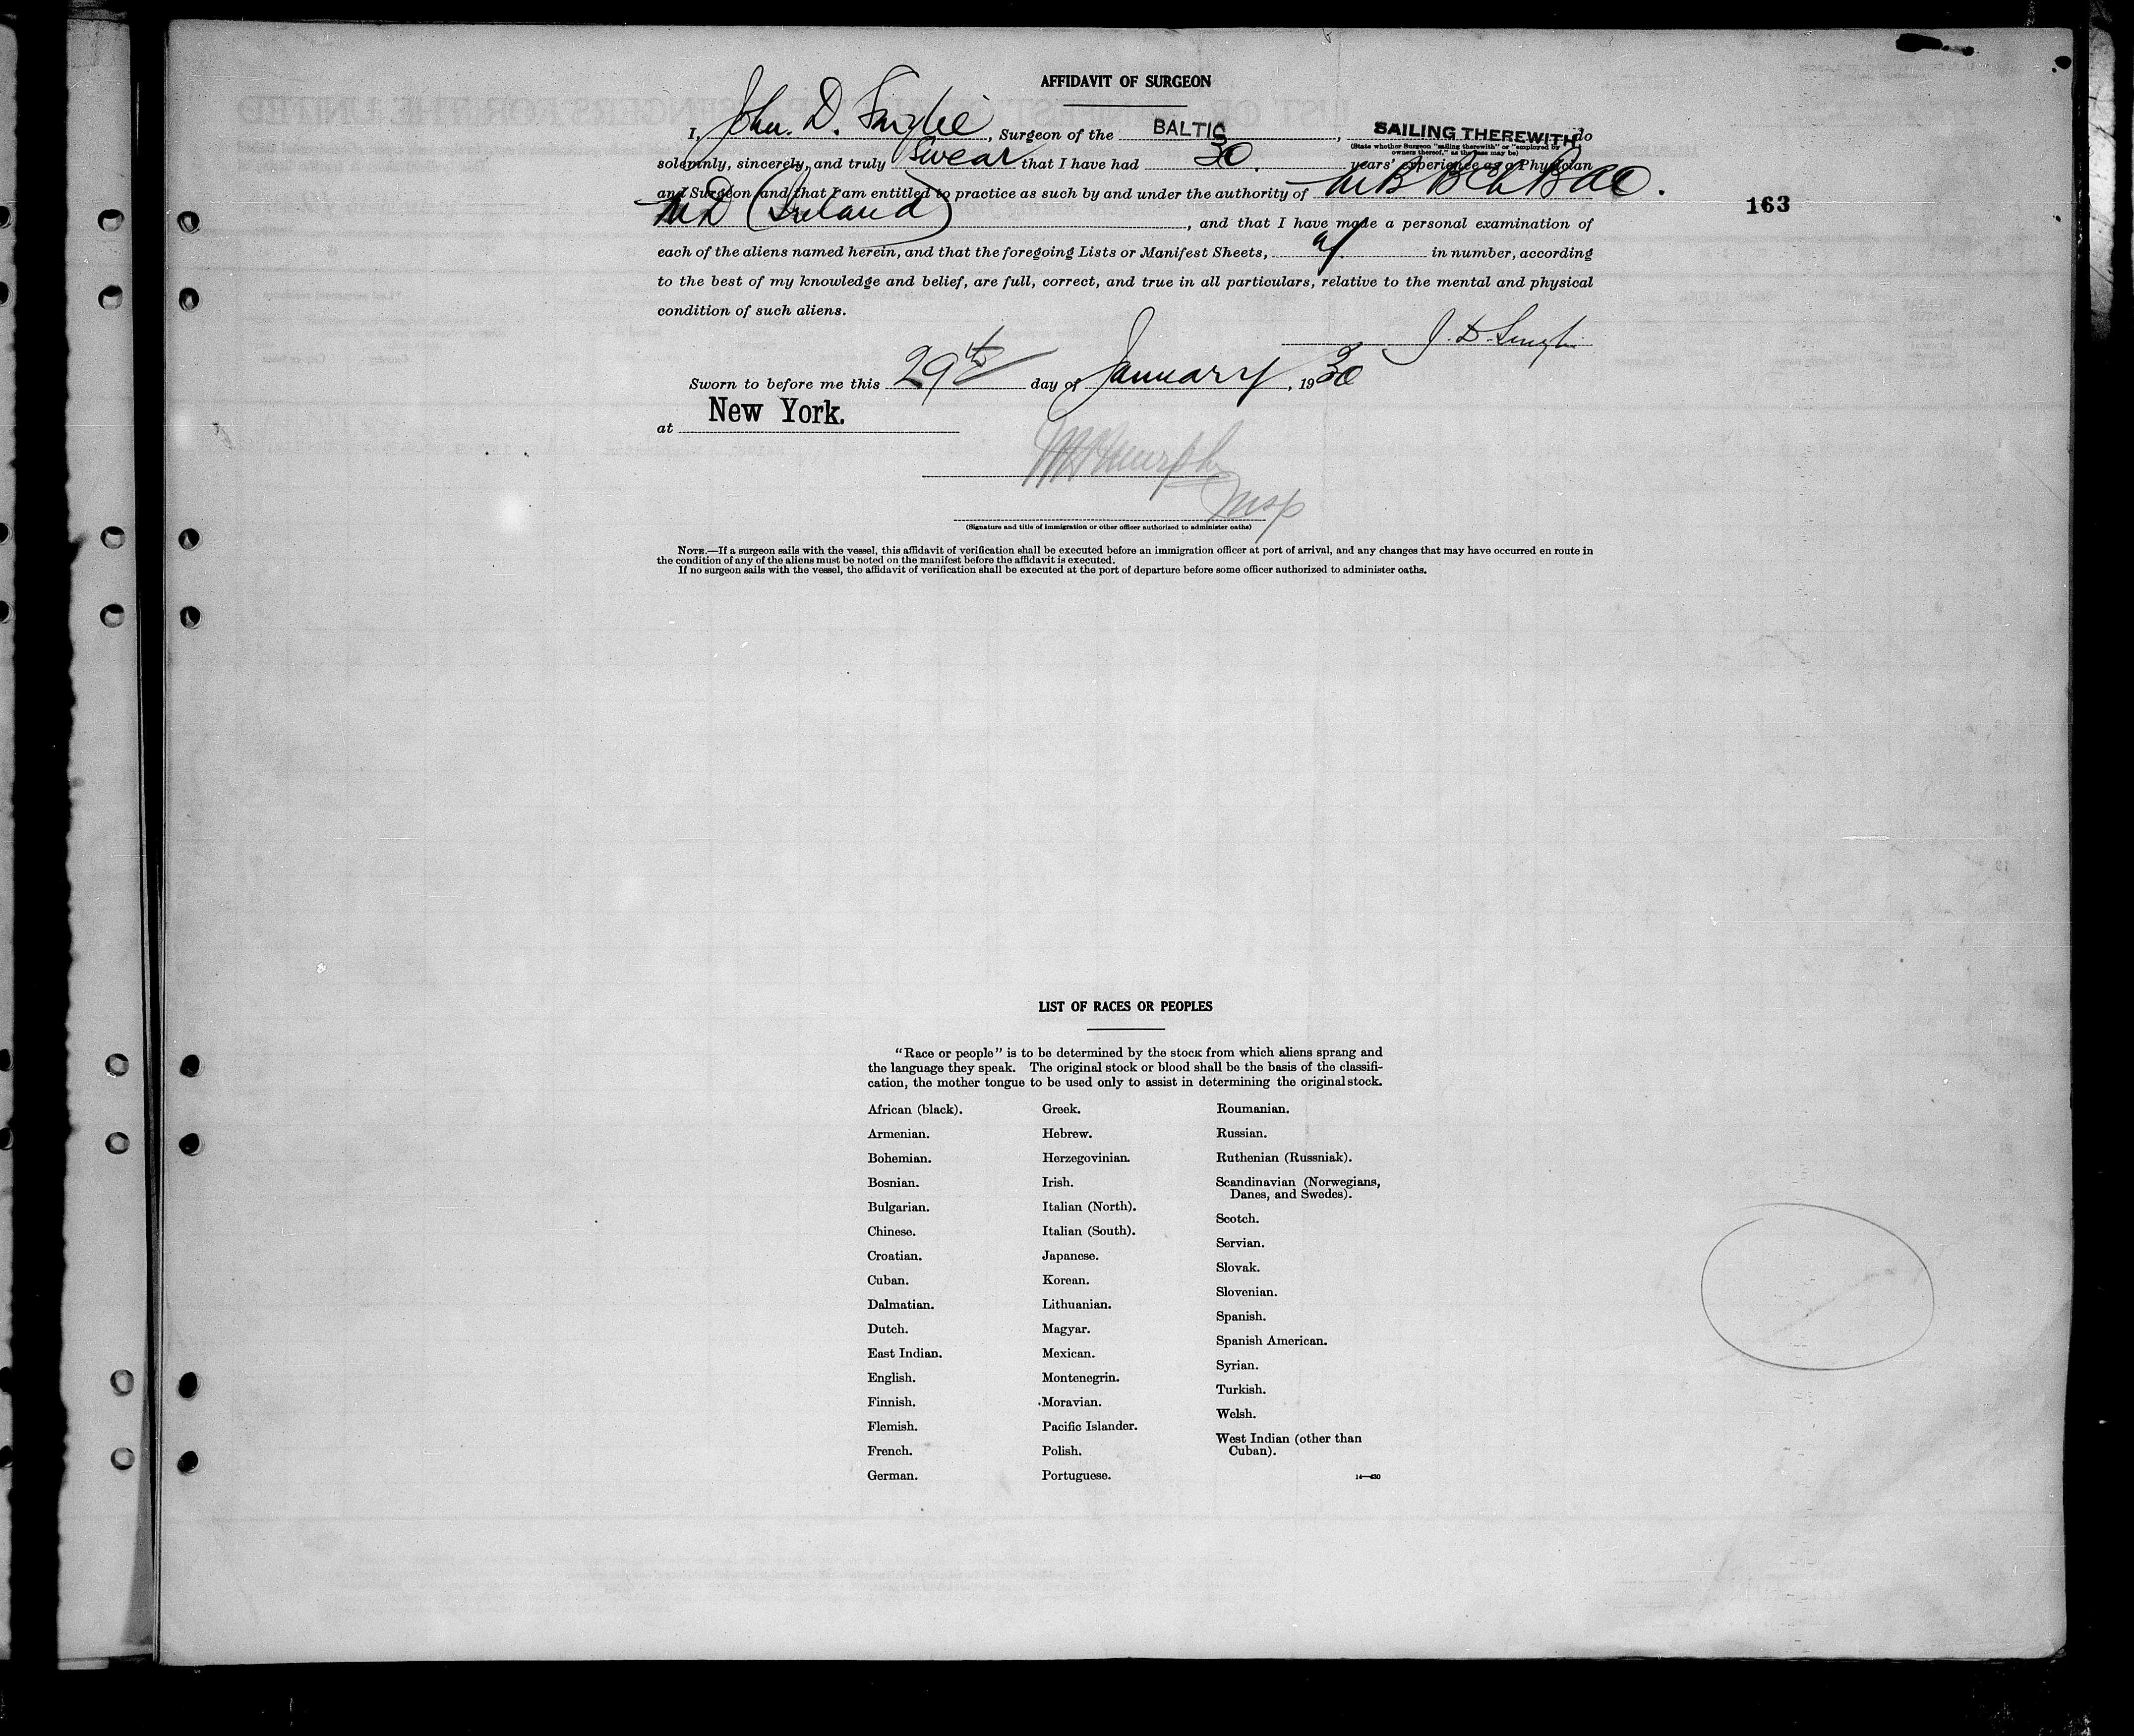 AFFIDAVIT OF SURGEON
I, John. D. , Surgeon of the BALTIC, SAILING THEREWITH, do
(State whether Surgeon "sailing therewith" or "employed by
owners thereof," as the case may be)
solemnly, sincerely, and truly swear that I have had 30. years' experience as a Physician
and Surgeon and that I am entitled to practice as such by and under the authority of
MD (Ireland), and that I have made a personal examination of
163
each of the aliens named herein, and that the foregoing Lists or Manifest Sheets, in number, according
to the best of my knowledge and belief, are full, correct, and true in all particulars, relative to the mental and physical
condition of such aliens.
J. D.
Sworn to before me this 29th day of January, 1930
at New York.
Murphy
Insp
(Signature and title of immigration or other officer authorized to administer oaths)
NOTE.—If a surgeon sails with the vessel, this affidavit of verification shall be executed before an immigration officer at port of arrival, and any changes that may have occurred en route in
the condition of any of the aliens must be noted on the manifest before the affidavit is executed.
If no surgeon sails with the vessel, the affidavit of verification shall be executed at the port of departure before some officer authorized to administer oaths.
LIST OF RACES OR PEOPLES
"Race or people" is to be determined by the stock from which aliens sprang and
the language they speak. The original stock or blood shall be the basis of the classifi-
cation, the mother tongue to be used only to assist in determining the original stock.
African (black).
Armenian.
Bohemian.
Bosnian.
Bulgarian.
Chinese.
Croatian.
Cuban.
Dalmatian.
Dutch.
East Indian.
English.
Finnish.
Flemish.
French.
German.
Greek.
Hebrew.
Herzegovinian.
Irish.
Italian (North).
Italian (South).
Japanese.
Korean.
Lithuanian.
Magyar.
Mexican.
Montenegrin.
Moravian.
Pacific Islander.
Polish.
Portuguese.
Roumanian.
Russian.
Ruthenian (Russniak).
Scandinavian (Norwegians,
Danes, and Swedes).
Scotch.
Servian.
Slovak.
Slovenian.
Spanish.
Spanish American.
Syrian.
Turkish.
Welsh.
West Indian (other than
Cuban).